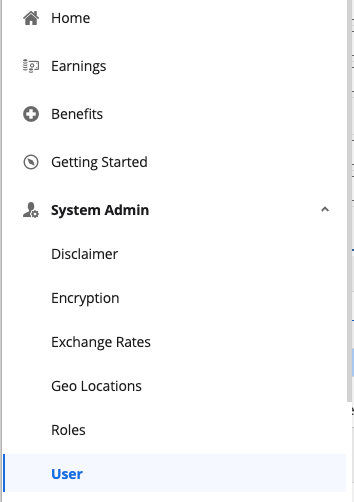 Home
Earnings
Benefits
Getting Started
System Admin
Disclaimer
Encryption
Exchange Rates
Geo Locations
Roles
User